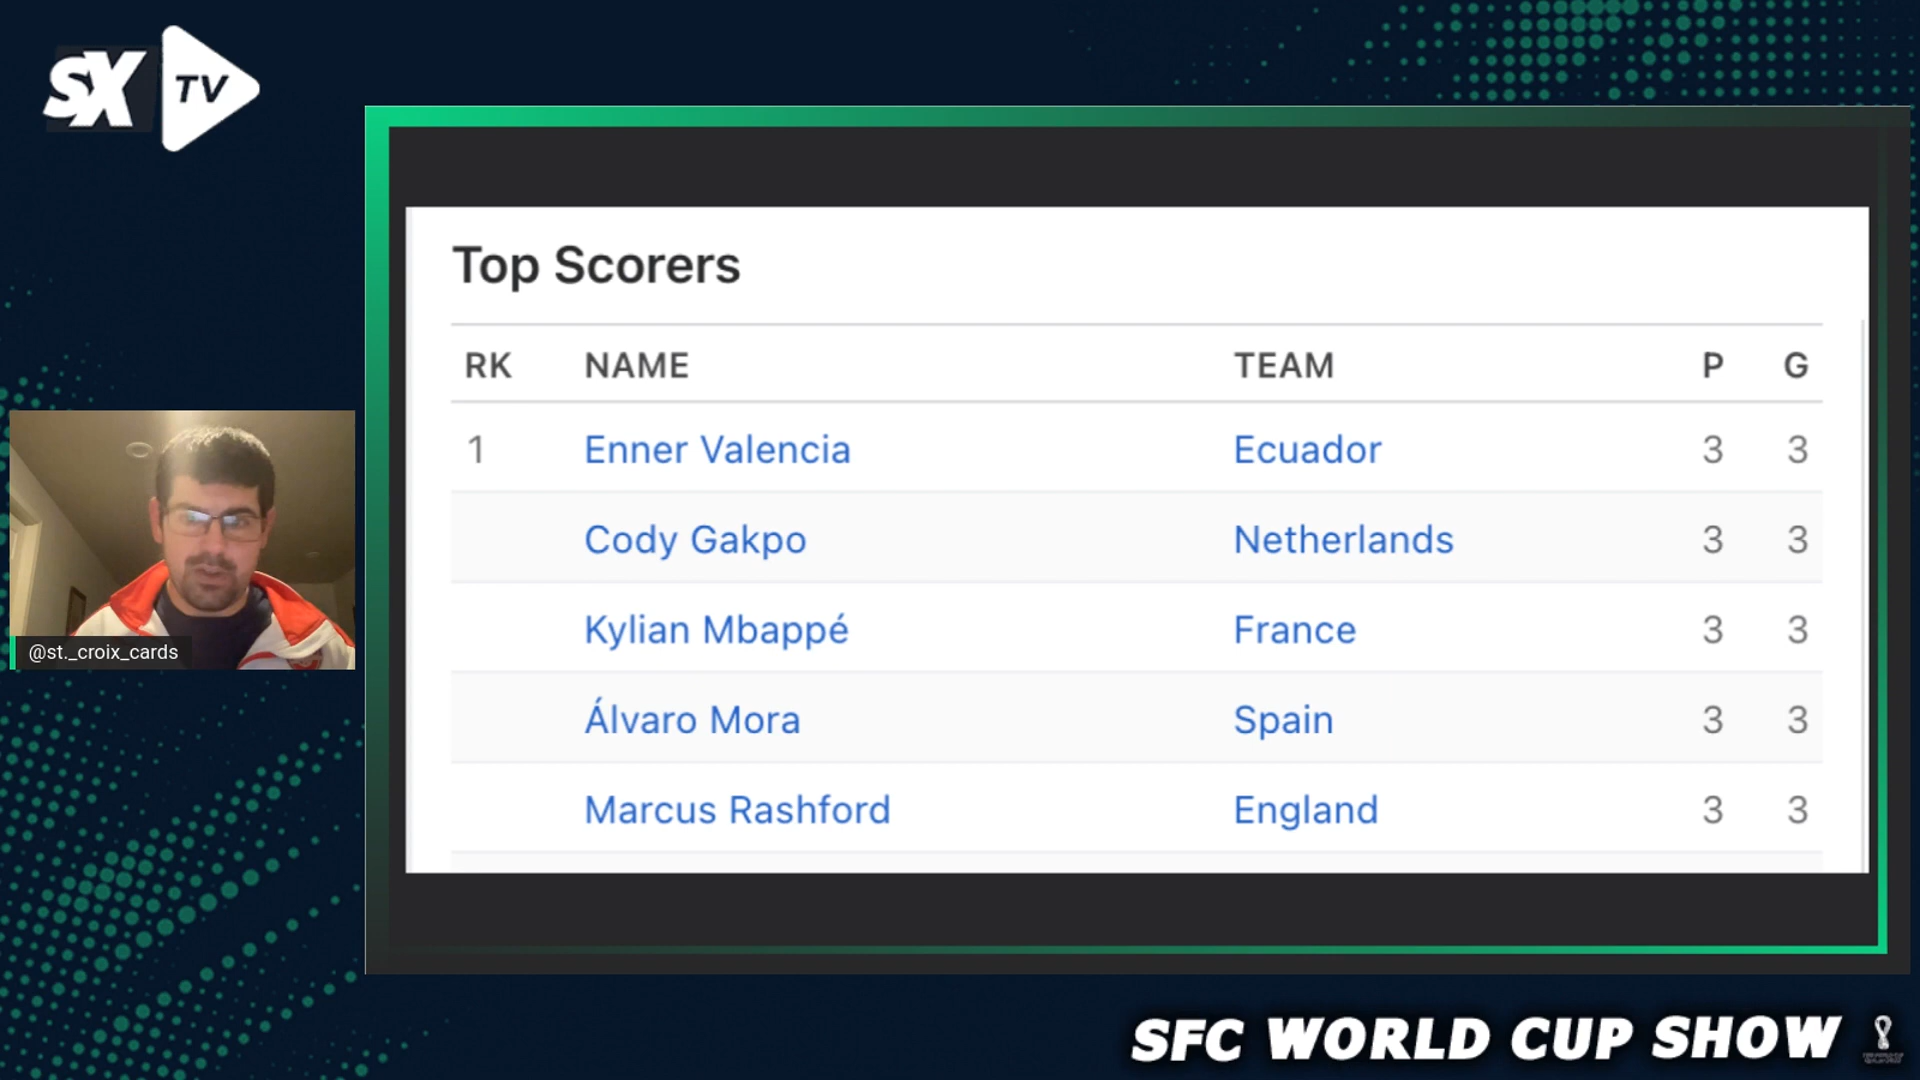 SX TV
Top Scorers
RK NAME TEAM P G
1 Enner Valencia Ecuador 3 3
Cody Gakpo Netherlands 3 3
Kylian Mbappé France 3 3
Álvaro Mora Spain 3 3
Marcus Rashford England 3 3
@st._croix_cards
SFC WORLD CUP SHOW